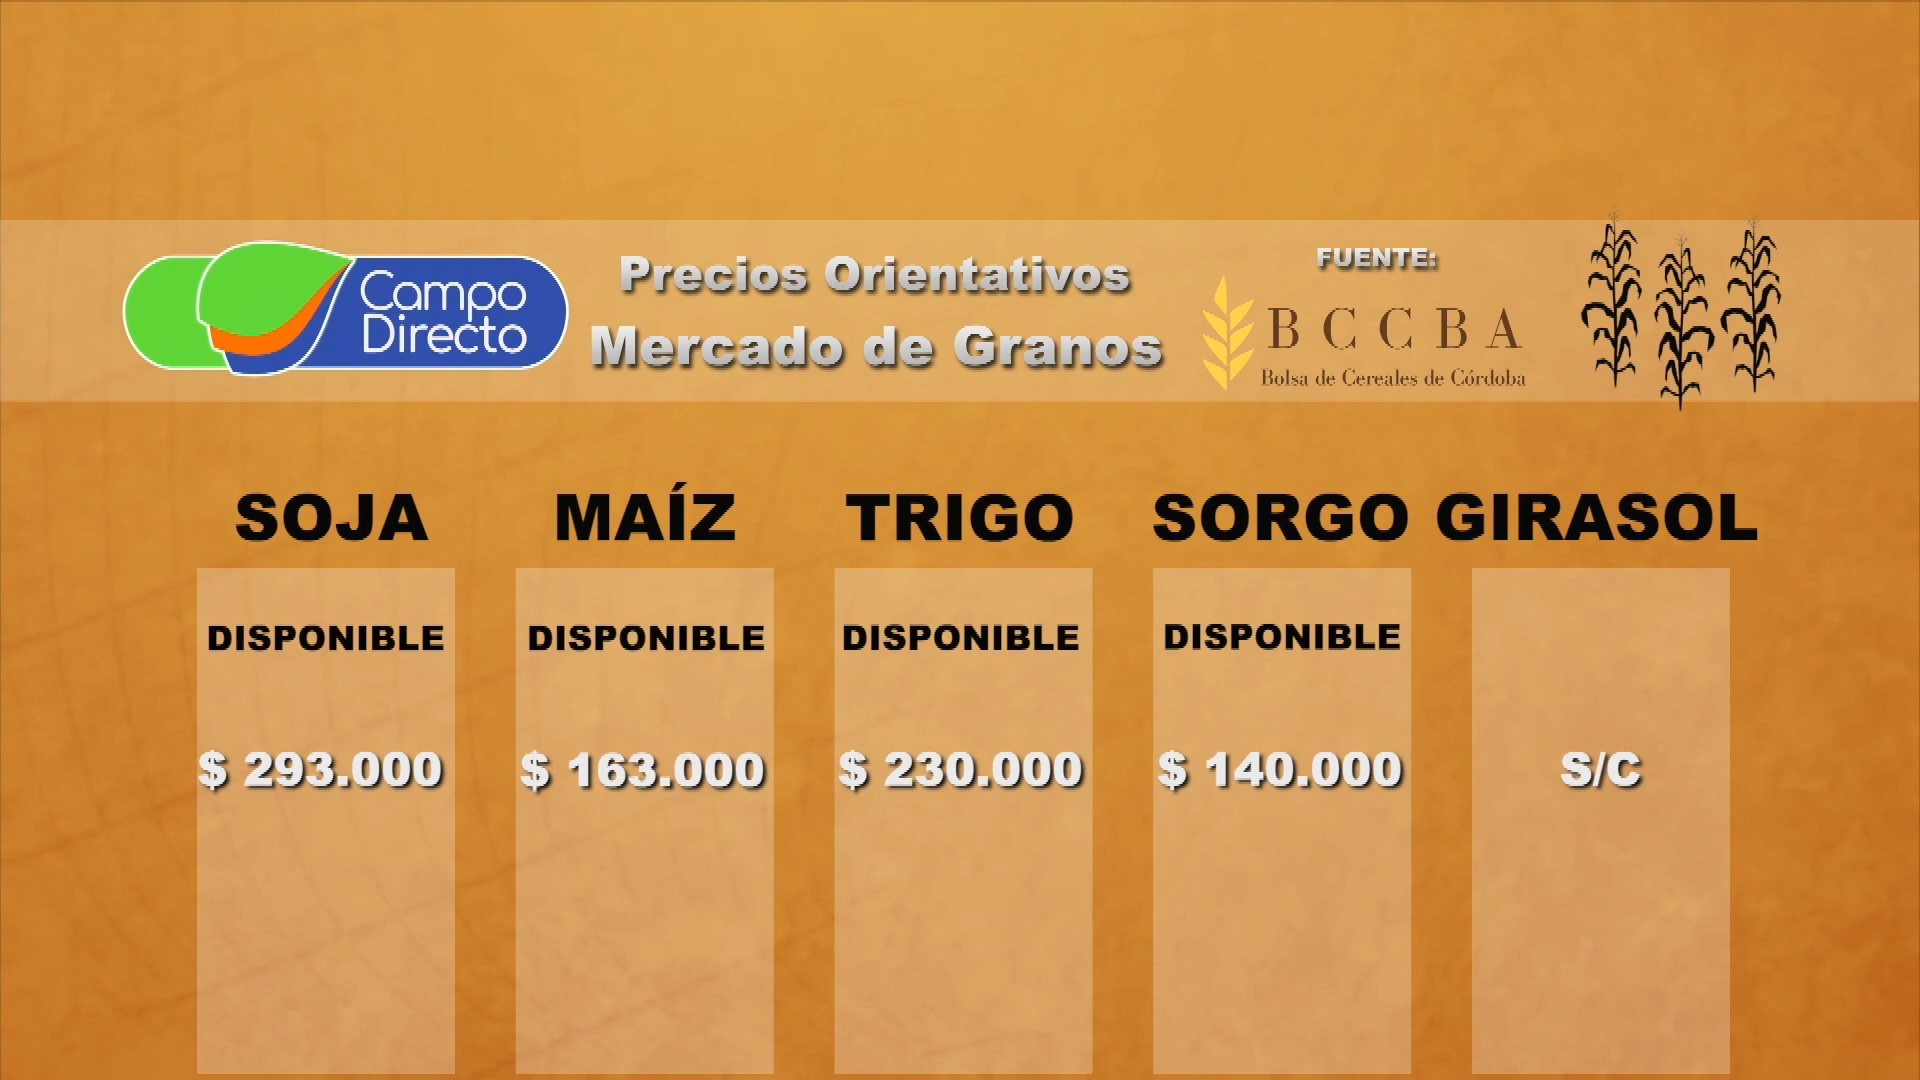 Campo
Directo
Precios Orientativos
Mercado de Granos
FUENTE:
BCCBA
Bolsa de Cereales de Córdoba
SOJA MAÍZ TRIGO SORGO GIRASOL
DISPONIBLE DISPONIBLE DISPONIBLE DISPONIBLE
$ 293.000 $ 163.000 $ 230.000 $ 140.000 S/C